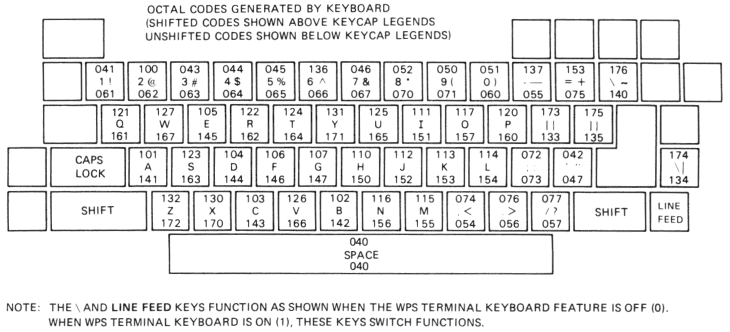 OCTAL CODES GENERATED BY KEYBOARD
(SHIFTED CODES SHOWN ABOVE KEYCAP LEGENDS
UNSHIFTED CODES SHOWN BELOW KEYCAP LEGENDS)
041 100 043 044 045 136 046 052 050 051 137 153 176
1 ! 2 @ 3 # 4 $ 5 % 6 ^ 7 & 8 * 9 ( 0 ) - — = + \ ~
061 062 063 064 065 066 067 070 071 060 055 075 140
121 127 105 122 124 131 125 111 117 120 173 175
Q W E R T Y U I O P | | | |
161 167 145 162 164 171 165 151 157 160 133 135
101 123 104 106 107 110 112 113 114 072 042 174
CAPS LOCK A S D F G H J K L \ |
141 163 144 146 147 150 152 153 154 073 047 134
132 130 103 126 102 116 115 074 076 077
SHIFT Z X C V B N M , < . > / ? SHIFT LINE FEED
172 170 143 166 142 156 155 054 056 057
040
SPACE
040
NOTE: THE \ AND LINE FEED KEYS FUNCTION AS SHOWN WHEN THE WPS TERMINAL KEYBOARD FEATURE IS OFF (0).
WHEN WPS TERMINAL KEYBOARD IS ON (1), THESE KEYS SWITCH FUNCTIONS.